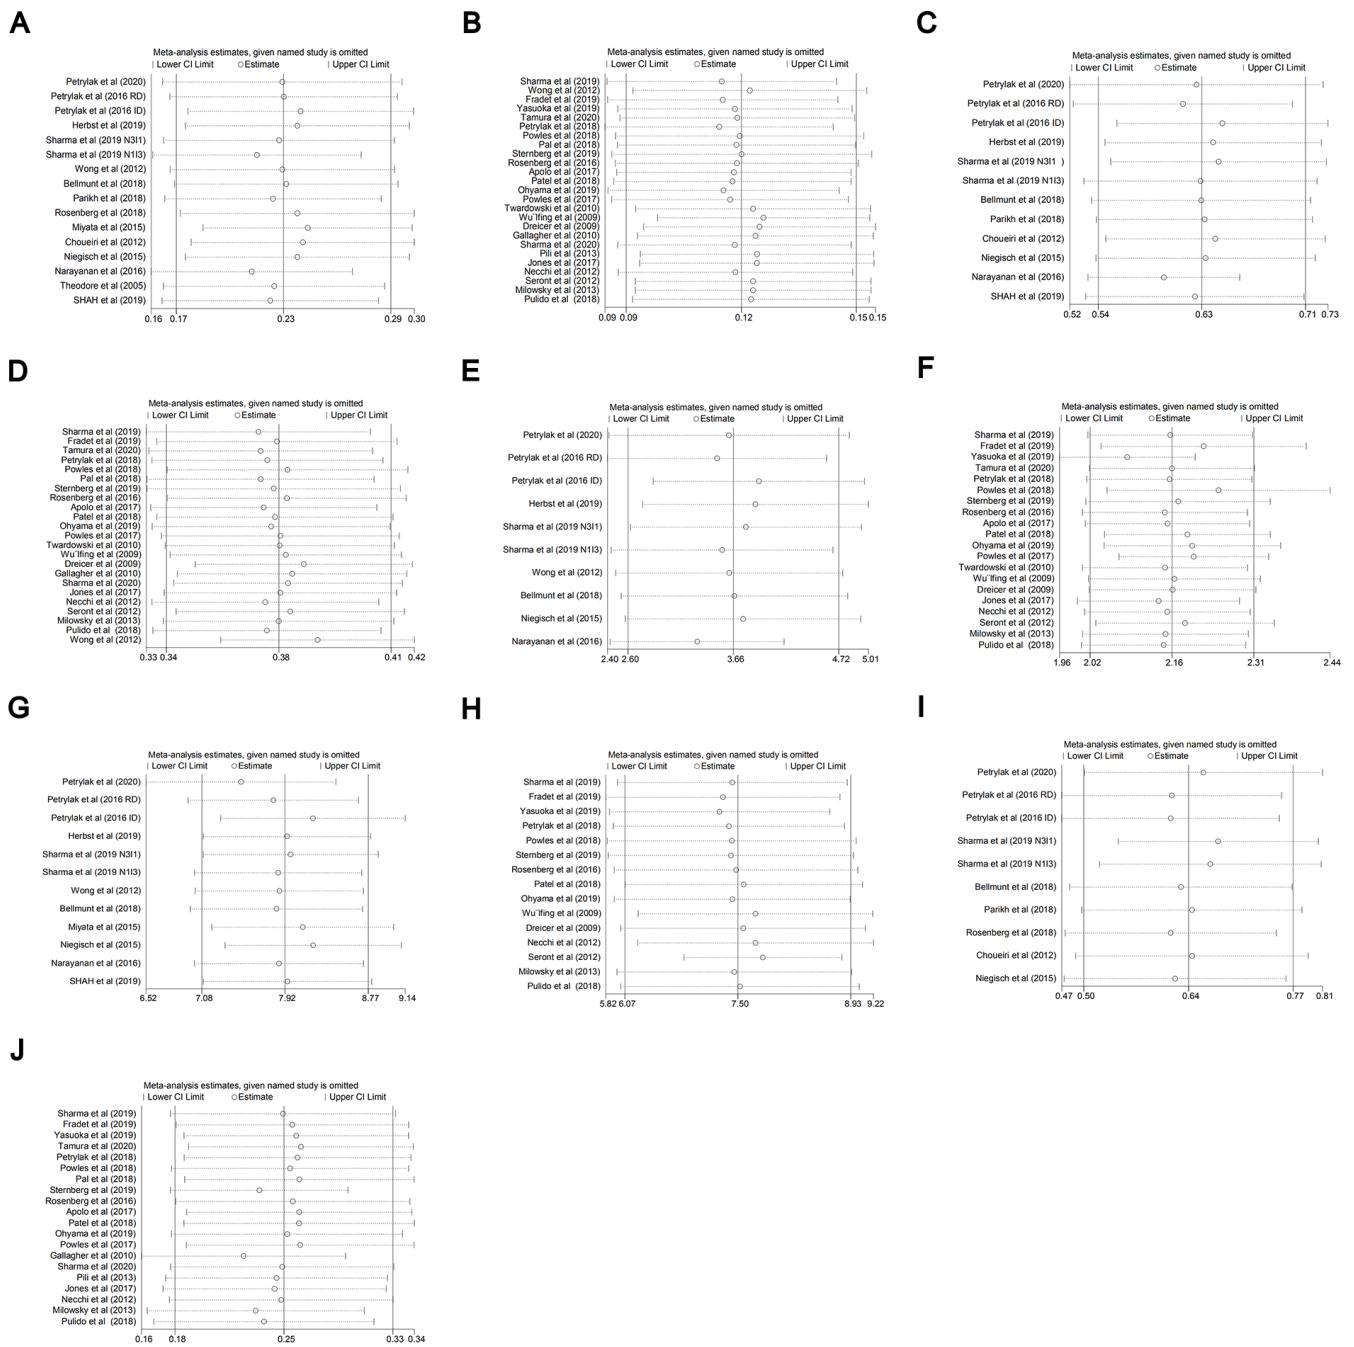 A
Meta-analysis estimates, given named study is omitted
| Lower CI Limit ○Estimate | Upper CI Limit
Petrylak et al (2020)
Petrylak et al (2016 RD)
Petrylak et al (2016 ID)
Herbst et al (2019)
Sharma et al (2019 N3I1)
Sharma et al (2019 N1I3)
Wong et al (2012)
Bellmunt et al (2018)
Parikh et al (2018)
Rosenberg et al (2018)
Miyata et al (2015)
Choueiri et al (2012)
Niegisch et al (2015)
Narayanan et al (2016)
Theodore et al (2005)
SHAH et al (2019)
0.16 0.17 0.23 0.29 0.30
B
Meta-analysis estimates, given named study is omitted
| Lower CI Limit ○Estimate | Upper CI Limit
Sharma et al (2019)
Wong et al (2012)
Fradet et al (2019)
Yasuoka et al (2019)
Tamura et al (2020)
Petrylak et al (2018)
Powles et al (2018)
Pal et al (2018)
Sternberg et al (2019)
Rosenberg et al (2016)
Apolo et al (2017)
Patel et al (2018)
Ohyama et al (2019)
Powles et al (2017)
Twardowski et al (2010)
Wu¨lfing et al (2009)
Dreicer et al (2009)
Gallagher et al (2010)
Sharma et al (2020)
Pili et al (2013)
Jones et al (2017)
Necchi et al (2012)
Seront et al (2012)
Milowsky et al (2013)
Pulido et al (2018)
0.09 0.09 0.12 0.15 0.15
C
Meta-analysis estimates, given named study is omitted
| Lower CI Limit ○Estimate | Upper CI Limit
Petrylak et al (2020)
Petrylak et al (2016 RD)
Petrylak et al (2016 ID)
Herbst et al (2019)
Sharma et al (2019 N3I1 )
Sharma et al (2019 N1I3)
Bellmunt et al (2018)
Parikh et al (2018)
Choueiri et al (2012)
Niegisch et al (2015)
Narayanan et al (2016)
SHAH et al (2019)
0.52 0.54 0.63 0.71 0.73
D
Meta-analysis estimates, given named study is omitted
| Lower CI Limit ○Estimate | Upper CI Limit
Sharma et al (2019)
Fradet et al (2019)
Tamura et al (2020)
Petrylak et al (2018)
Powles et al (2018)
Pal et al (2018)
Sternberg et al (2019)
Rosenberg et al (2016)
Apolo et al (2017)
Patel et al (2018)
Ohyama et al (2019)
Powles et al (2017)
Twardowski et al (2010)
Wu¨lfing et al (2009)
Dreicer et al (2009)
Gallagher et al (2010)
Sharma et al (2020)
Jones et al (2017)
Necchi et al (2012)
Seront et al (2012)
Milowsky et al (2013)
Pulido et al (2018)
Wong et al (2012)
0.33 0.34 0.38 0.41 0.42
E
Meta-analysis estimates, given named study is omitted
| Lower CI Limit ○Estimate | Upper CI Limit
Petrylak et al (2020)
Petrylak et al (2016 RD)
Petrylak et al (2016 ID)
Herbst et al (2019)
Sharma et al (2019 N3I1)
Sharma et al (2019 N1I3)
Wong et al (2012)
Bellmunt et al (2018)
Niegisch et al (2015)
Narayanan et al (2016)
2.40 2.60 3.66 4.72 5.01
F
Meta-analysis estimates, given named study is omitted
| Lower CI Limit ○Estimate | Upper CI Limit
Sharma et al (2019)
Fradet et al (2019)
Yasuoka et al (2019)
Tamura et al (2020)
Petrylak et al (2018)
Powles et al (2018)
Sternberg et al (2019)
Rosenberg et al (2016)
Apolo et al (2017)
Patel et al (2018)
Ohyama et al (2019)
Powles et al (2017)
Twardowski et al (2010)
Wu¨lfing et al (2009)
Dreicer et al (2009)
Jones et al (2017)
Necchi et al (2012)
Seront et al (2012)
Milowsky et al (2013)
Pulido et al (2018)
1.96 2.02 2.16 2.31 2.44
G
Meta-analysis estimates, given named study is omitted
| Lower CI Limit ○Estimate | Upper CI Limit
Petrylak et al (2020)
Petrylak et al (2016 RD)
Petrylak et al (2016 ID)
Herbst et al (2019)
Sharma et al (2019 N3I1)
Sharma et al (2019 N1I3)
Wong et al (2012)
Bellmunt et al (2018)
Miyata et al (2015)
Niegisch et al (2015)
Narayanan et al (2016)
SHAH et al (2019)
6.52 7.08 7.92 8.77 9.14
H
Meta-analysis estimates, given named study is omitted
| Lower CI Limit ○Estimate | Upper CI Limit
Sharma et al (2019)
Fradet et al (2019)
Yasuoka et al (2019)
Petrylak et al (2018)
Powles et al (2018)
Sternberg et al (2019)
Rosenberg et al (2016)
Patel et al (2018)
Ohyama et al (2019)
Wu¨lfing et al (2009)
Dreicer et al (2009)
Necchi et al (2012)
Seront et al (2012)
Milowsky et al (2013)
Pulido et al (2018)
5.82 6.07 7.50 8.93 9.22
I
Meta-analysis estimates, given named study is omitted
| Lower CI Limit ○Estimate | Upper CI Limit
Petrylak et al (2020)
Petrylak et al (2016 RD)
Petrylak et al (2016 ID)
Sharma et al (2019 N3I1)
Sharma et al (2019 N1I3)
Bellmunt et al (2018)
Parikh et al (2018)
Rosenberg et al (2018)
Choueiri et al (2012)
Niegisch et al (2015)
0.47 0.50 0.64 0.77 0.81
J
Meta-analysis estimates, given named study is omitted
| Lower CI Limit ○Estimate | Upper CI Limit
Sharma et al (2019)
Fradet et al (2019)
Yasuoka et al (2019)
Tamura et al (2020)
Petrylak et al (2018)
Powles et al (2018)
Pal et al (2018)
Sternberg et al (2019)
Rosenberg et al (2016)
Apolo et al (2017)
Patel et al (2018)
Ohyama et al (2019)
Powles et al (2017)
Gallagher et al (2010)
Sharma et al (2020)
Pili et al (2013)
Jones et al (2017)
Necchi et al (2012)
Milowsky et al (2013)
Pulido et al (2018)
0.16 0.18 0.25 0.33 0.34